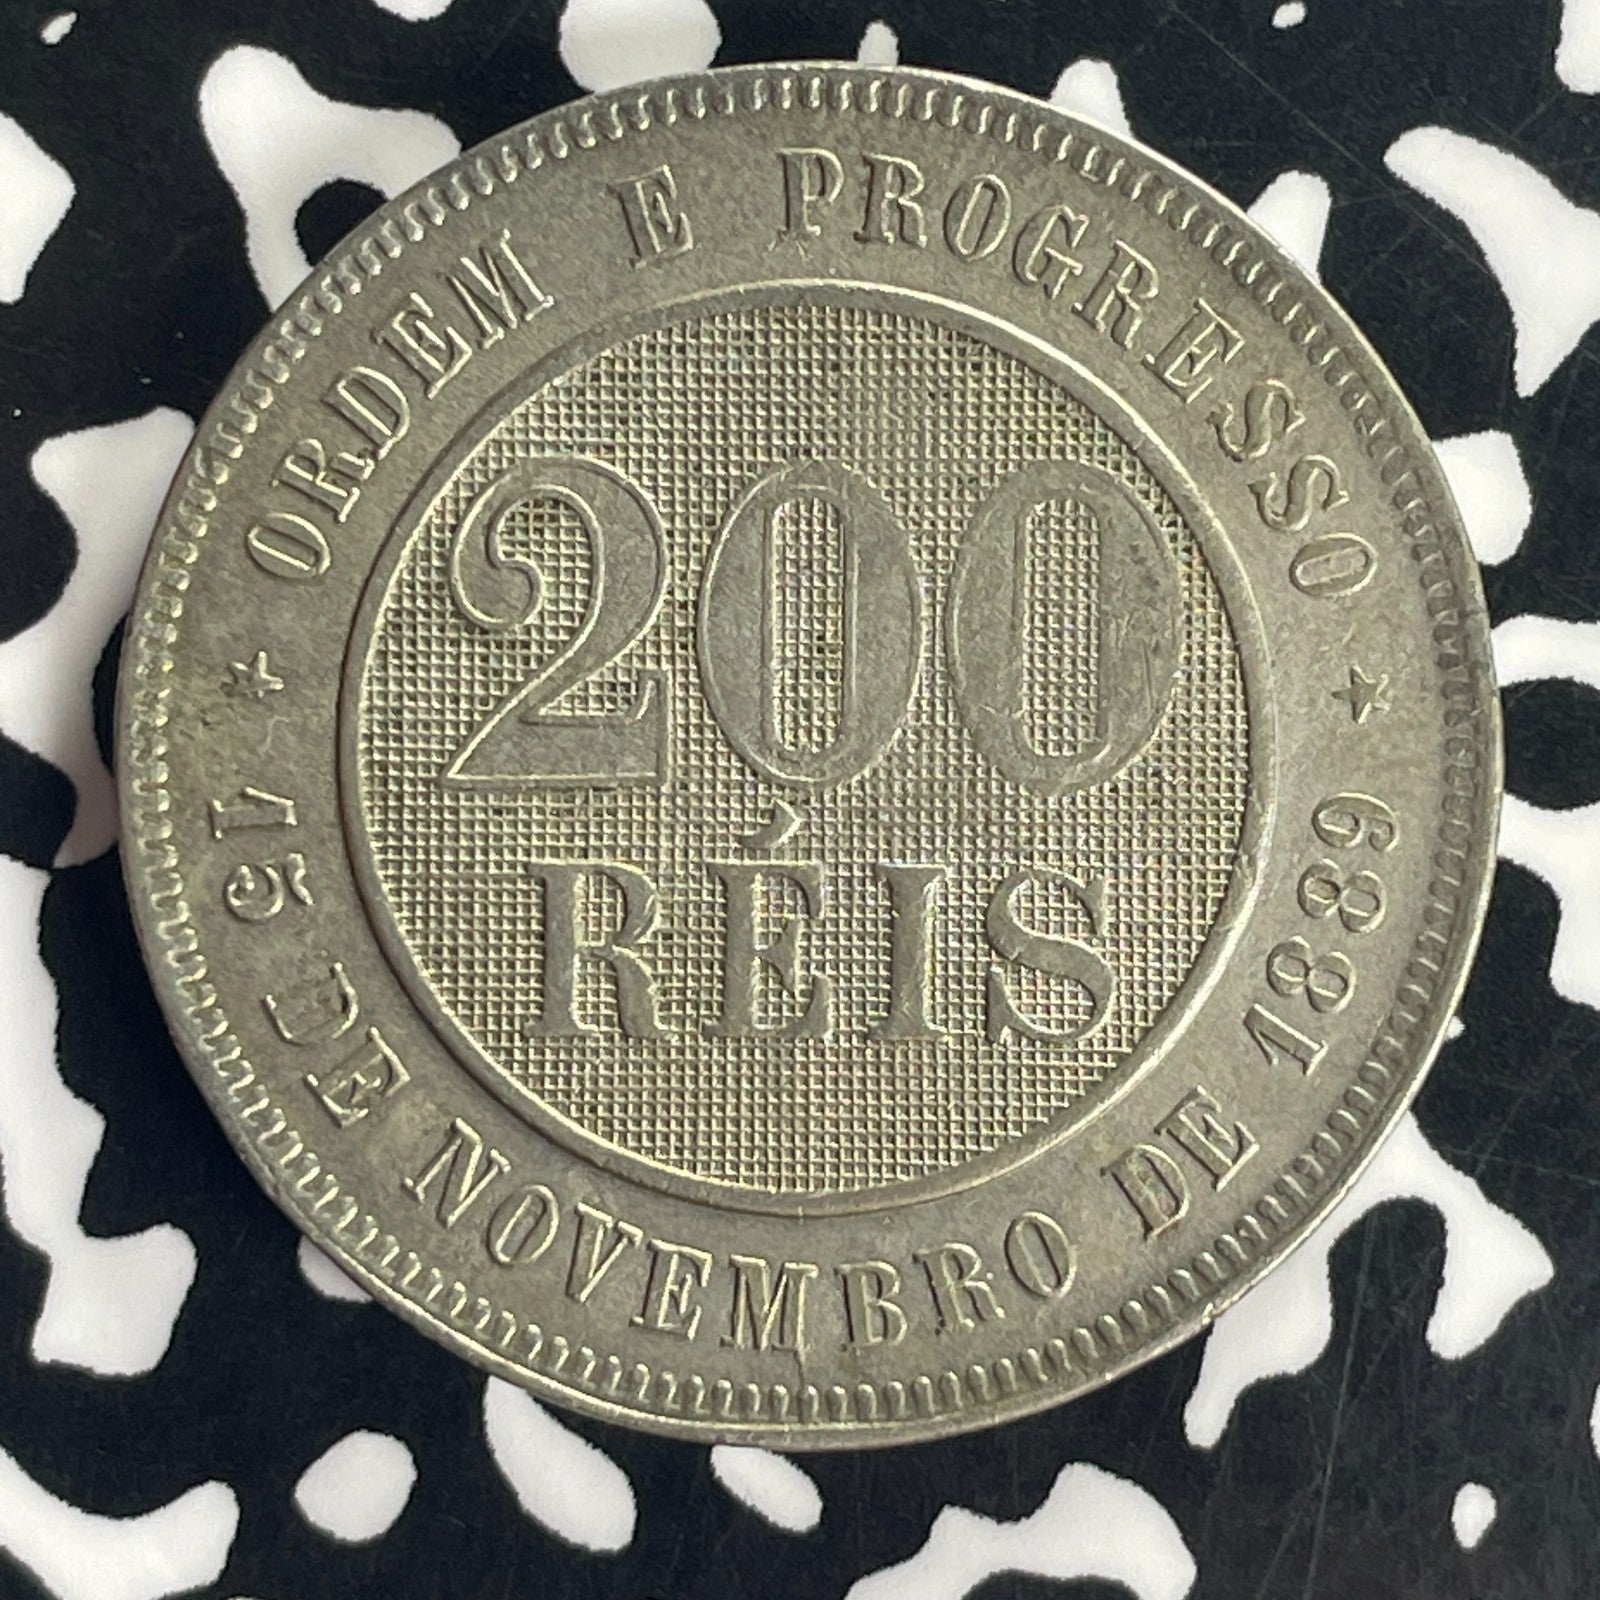 ORDEM E PROGRESSO
200
RÉIS
★ 15 DE NOVEMBRO DE 1889 ★